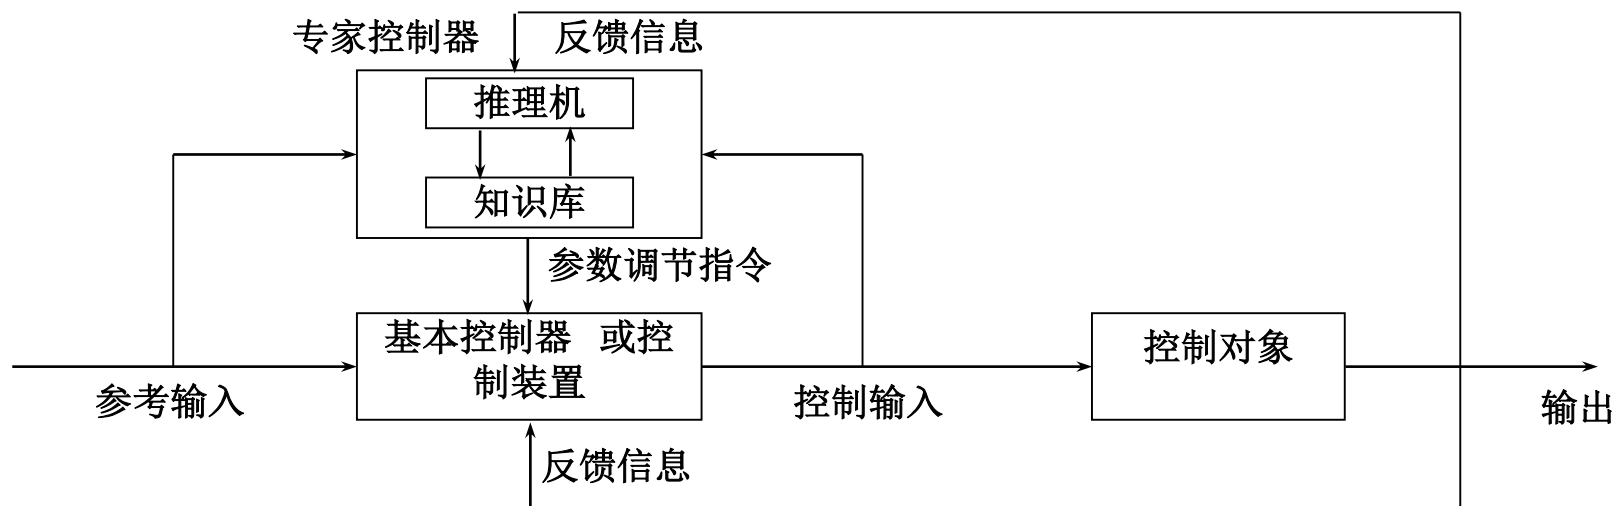 专家控制器
反馈信息
推理机
知识库
参数调节指令
基本控制器 或控
制装置
控制对象
参考输入
控制输入
输出
反馈信息